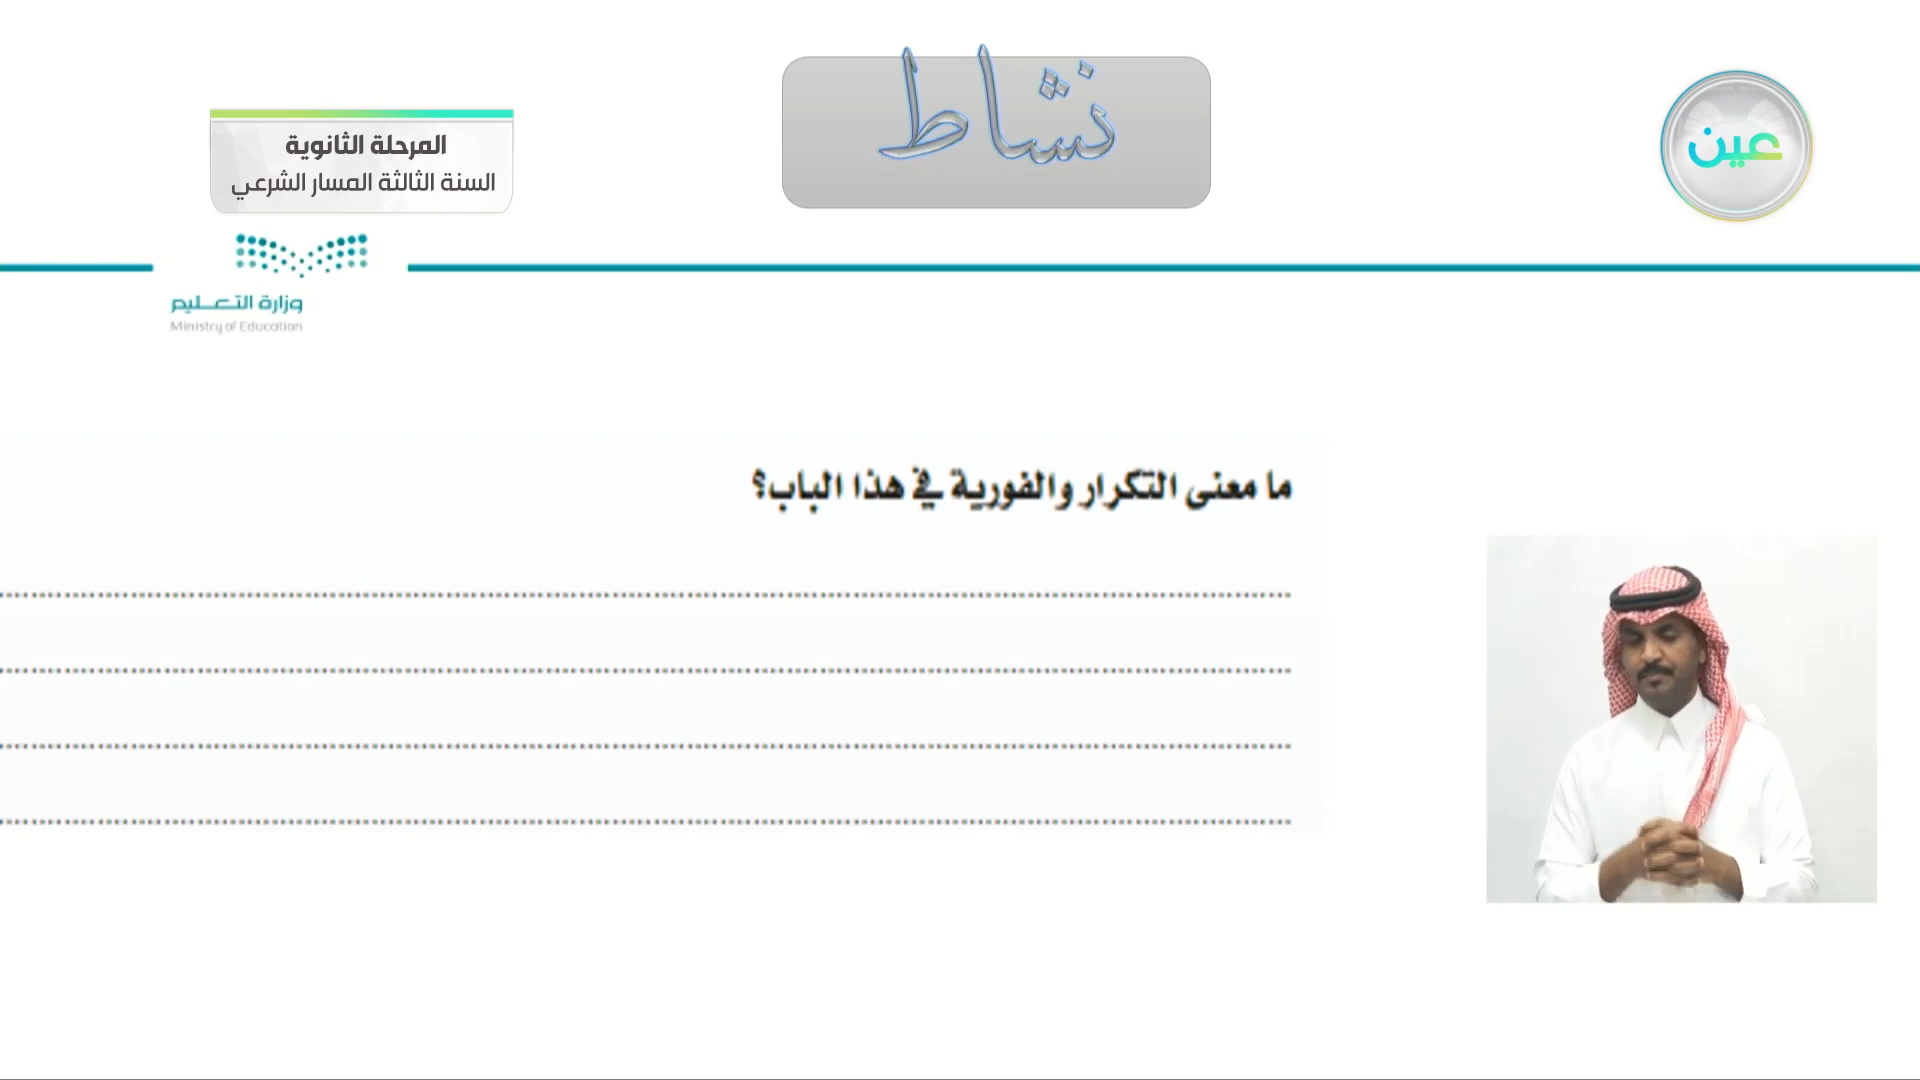 نشاط
عين
المرحلة الثانوية
السنة الثالثة المسار الشرعي
وزارة التعليم
Ministry of Education
ما معنى التكرار والفورية في هذا الباب؟